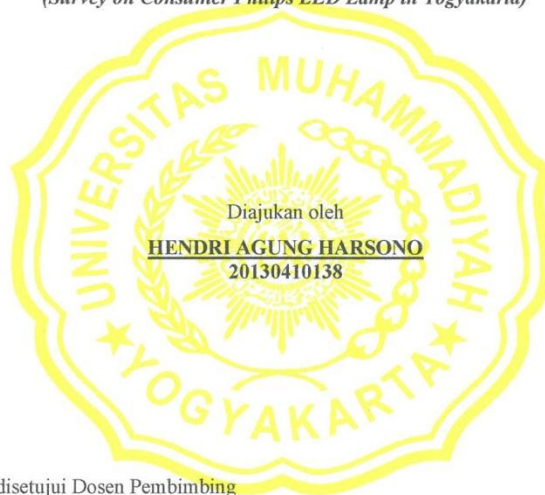 (Survey on Consumer Philips LED Lamp in Yogyakarta)
UNIVERSITAS MUHAMMADIYAH
★ YOGYAKARTA ★
Diajukan oleh
HENDRI AGUNG HARSONO
20130410138
disetujui Dosen Pembimbing